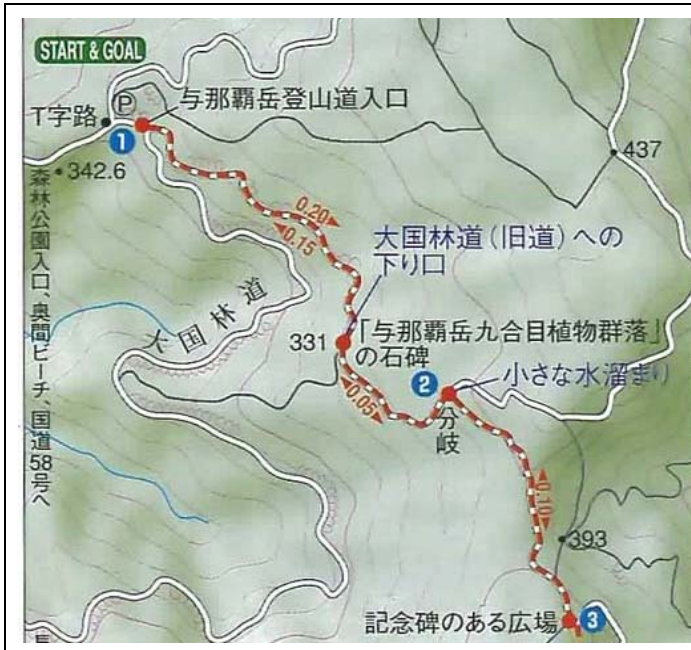 START & GOAL
P
与那覇岳登山道入口
T字路
1
342.6
437
森林公園入口、奥間ビーチ、国道58号へ
0.20
0.15
大国林道(旧道)への
下り口
大国林道
331
「与那覇岳九合目植物群落」
の石碑
2
小さな水溜まり
0.05
分岐
0.10
393
記念碑のある広場
3